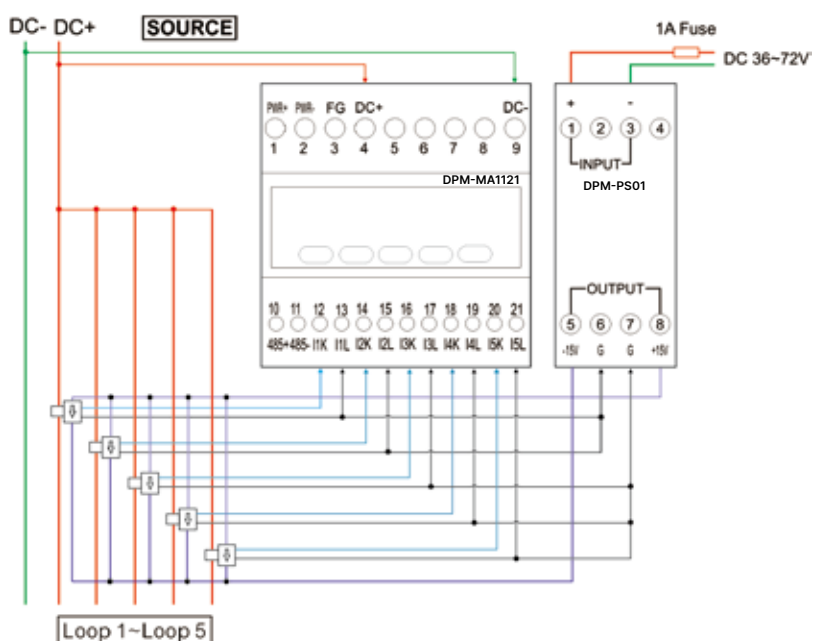 DC- DC+ SOURCE
1A Fuse
DC 36~72V
PWR+ PWR- FG DC+ DC-
1 2 3 4 5 6 7 8 9
+ -
1 2 3 4
INPUT
DPM-MA1121
DPM-PS01
OUTPUT
10 11 12 13 14 15 16 17 18 19 20 21
485+ 485- I1K I1L I2K I2L I3K I3L I4K I4L I5K I5L
5 6 7 8
-15V G G +15V
Loop 1~Loop 5